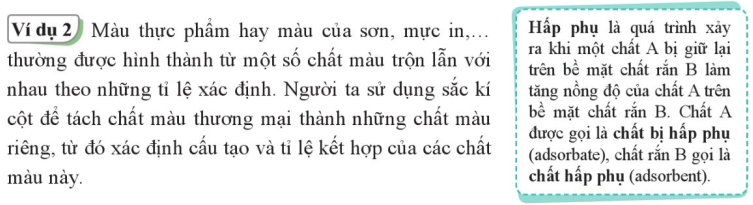 Ví dụ 2 Màu thực phẩm hay màu của sơn, mực in,...
thường được hình thành từ một số chất màu trộn lẫn với
nhau theo những tỉ lệ xác định. Người ta sử dụng sắc kí
cột để tách chất màu thương mại thành những chất màu
riêng, từ đó xác định cấu tạo và tỉ lệ kết hợp của các chất
màu này.
Hấp phụ là quá trình xảy
ra khi một chất A bị giữ lại
trên bề mặt chất rắn B làm
tăng nồng độ của chất A trên
bề mặt chất rắn B. Chất A
được gọi là chất bị hấp phụ
(adsorbate), chất rắn B gọi là
chất hấp phụ (adsorbent).